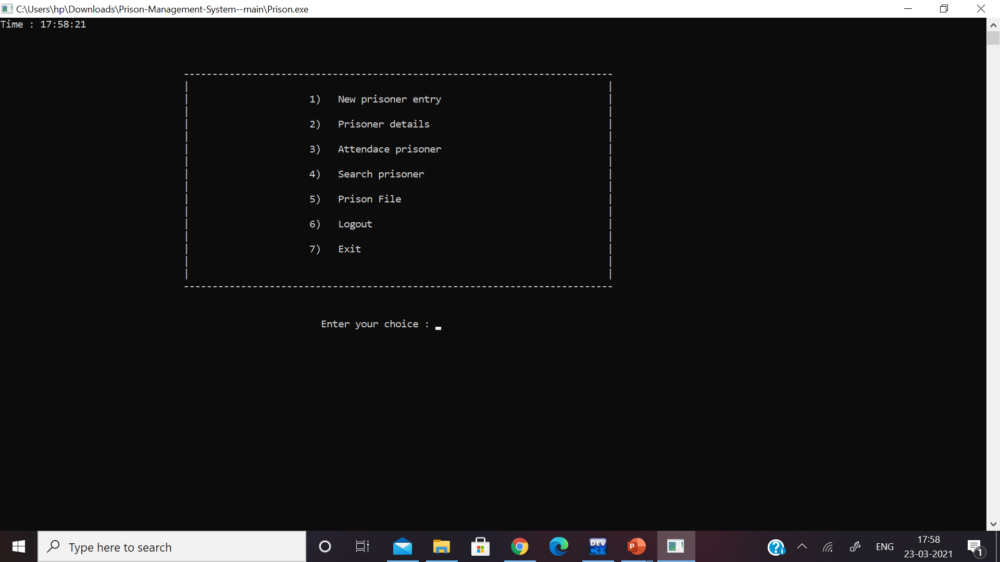 C:\Users\hp\Downloads\Prison-Management-System--main\Prison.exe
Time : 17:58:21
1) New prisoner entry
2) Prisoner details
3) Attendace prisoner
4) Search prisoner
5) Prison File
6) Logout
7) Exit
Enter your choice :
Type here to search
DEV C++
P
ENG
17:58
23-03-2021
1